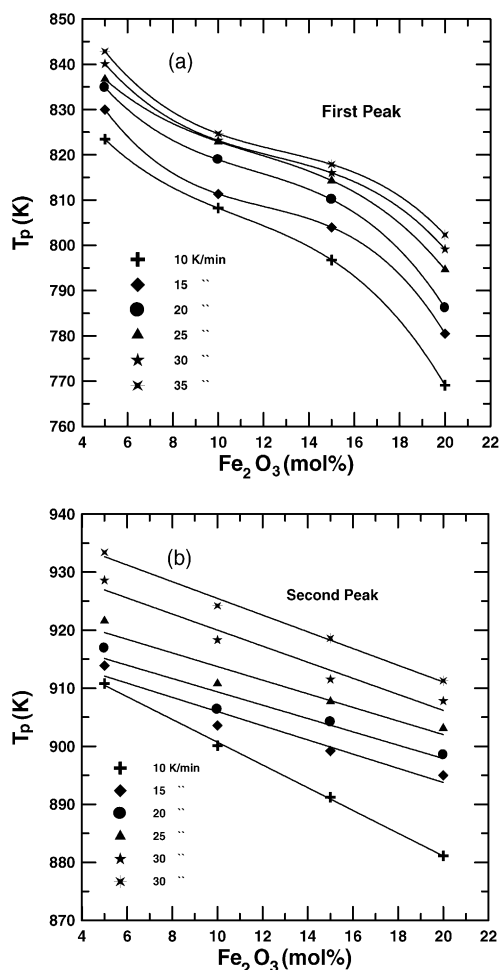 850
840
830
820
810
800
790
780
770
760
Tp (K)
(a)
First Peak
10 K/min
15 ``
20 ``
25 ``
30 ``
35 ``
4 6 8 10 12 14 16 18 20 22
Fe2 O3 (mol%)
940
930
920
910
900
890
880
870
Tp (K)
(b)
Second Peak
10 K/min
15 ``
20 ``
25 ``
30 ``
30 ``
4 6 8 10 12 14 16 18 20 22
Fe2 O3 (mol%)